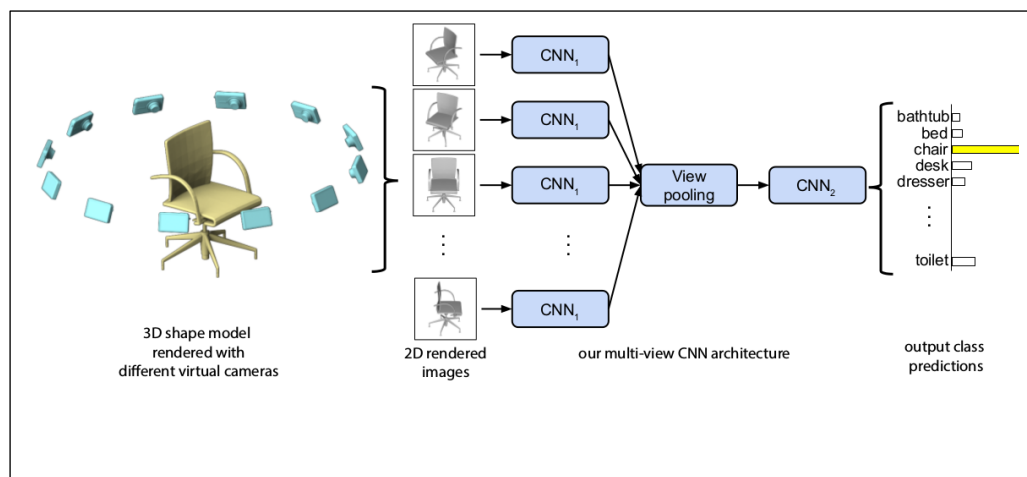 CNN₁
CNN₁
CNN₁
CNN₁
View
pooling
CNN₂
bathtub
bed
chair
desk
dresser
toilet
3D shape model
rendered with
different virtual cameras
2D rendered
images
our multi-view CNN architecture
output class
predictions